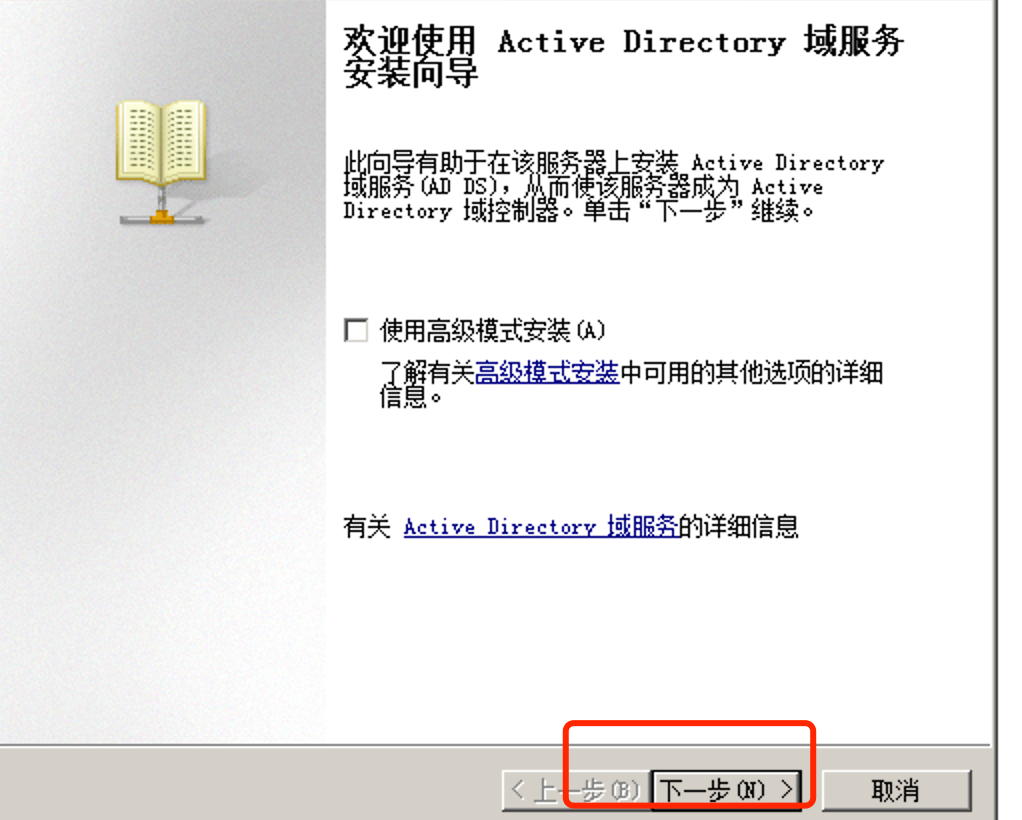 欢迎使用 Active Directory 域服务
安装向导
此向导有助于在该服务器上安装 Active Directory
域服务(AD DS)，从而使该服务器成为 Active
Directory 域控制器。单击“下一步”继续。
使用高级模式安装(A)
了解有关高级模式安装中可用的其他选项的详细
信息。
有关 Active Directory 域服务的详细信息
< 上一步(B) 下一步(N) > 取消